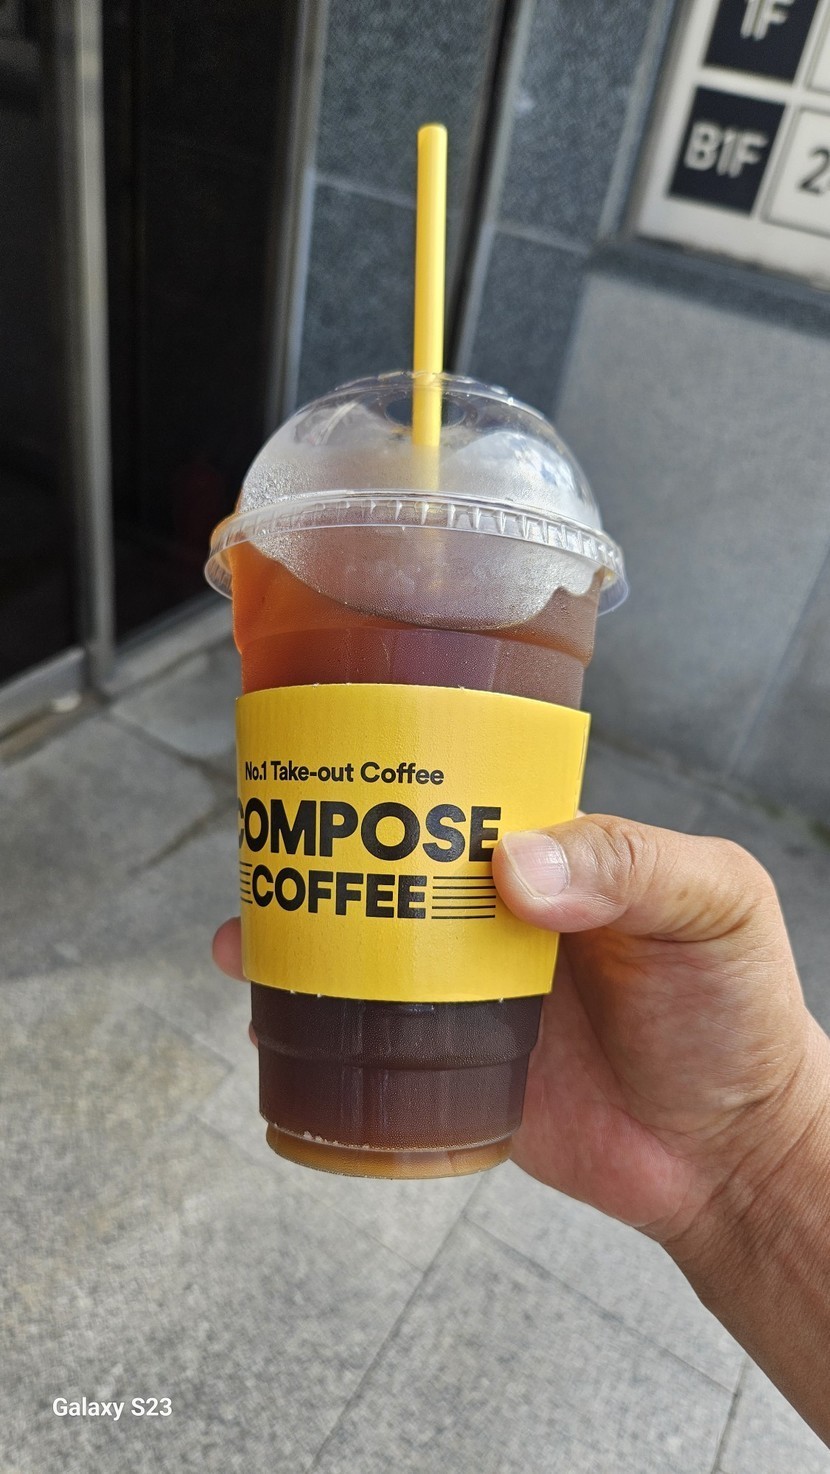 1F
B1F
No.1 Take-out Coffee
COMPOSE
COFFEE
Galaxy S23